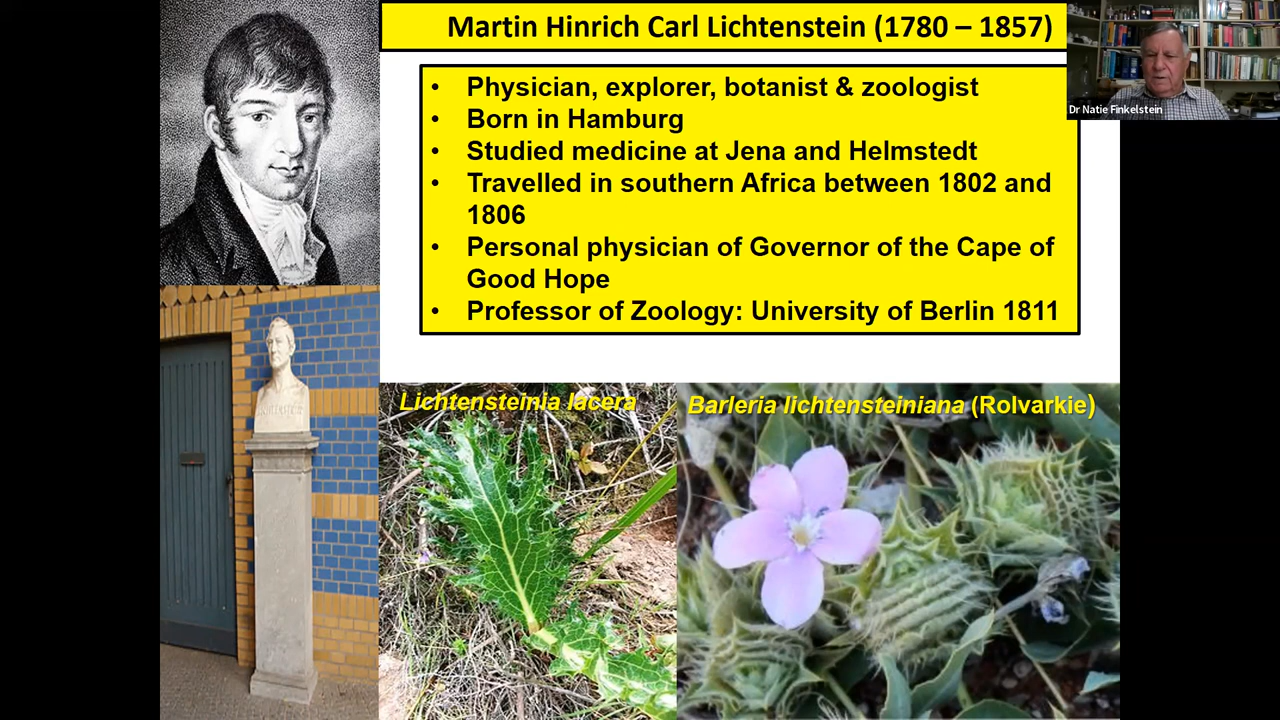 Martin Hinrich Carl Lichtenstein (1780 – 1857)
Dr Natie Finkelstein
• Physician, explorer, botanist & zoologist
• Born in Hamburg
• Studied medicine at Jena and Helmstedt
• Travelled in southern Africa between 1802 and
1806
• Personal physician of Governor of the Cape of
Good Hope
• Professor of Zoology: University of Berlin 1811
Lichtensteinia lacera
Barleria lichtensteiniana (Rolvarkie)